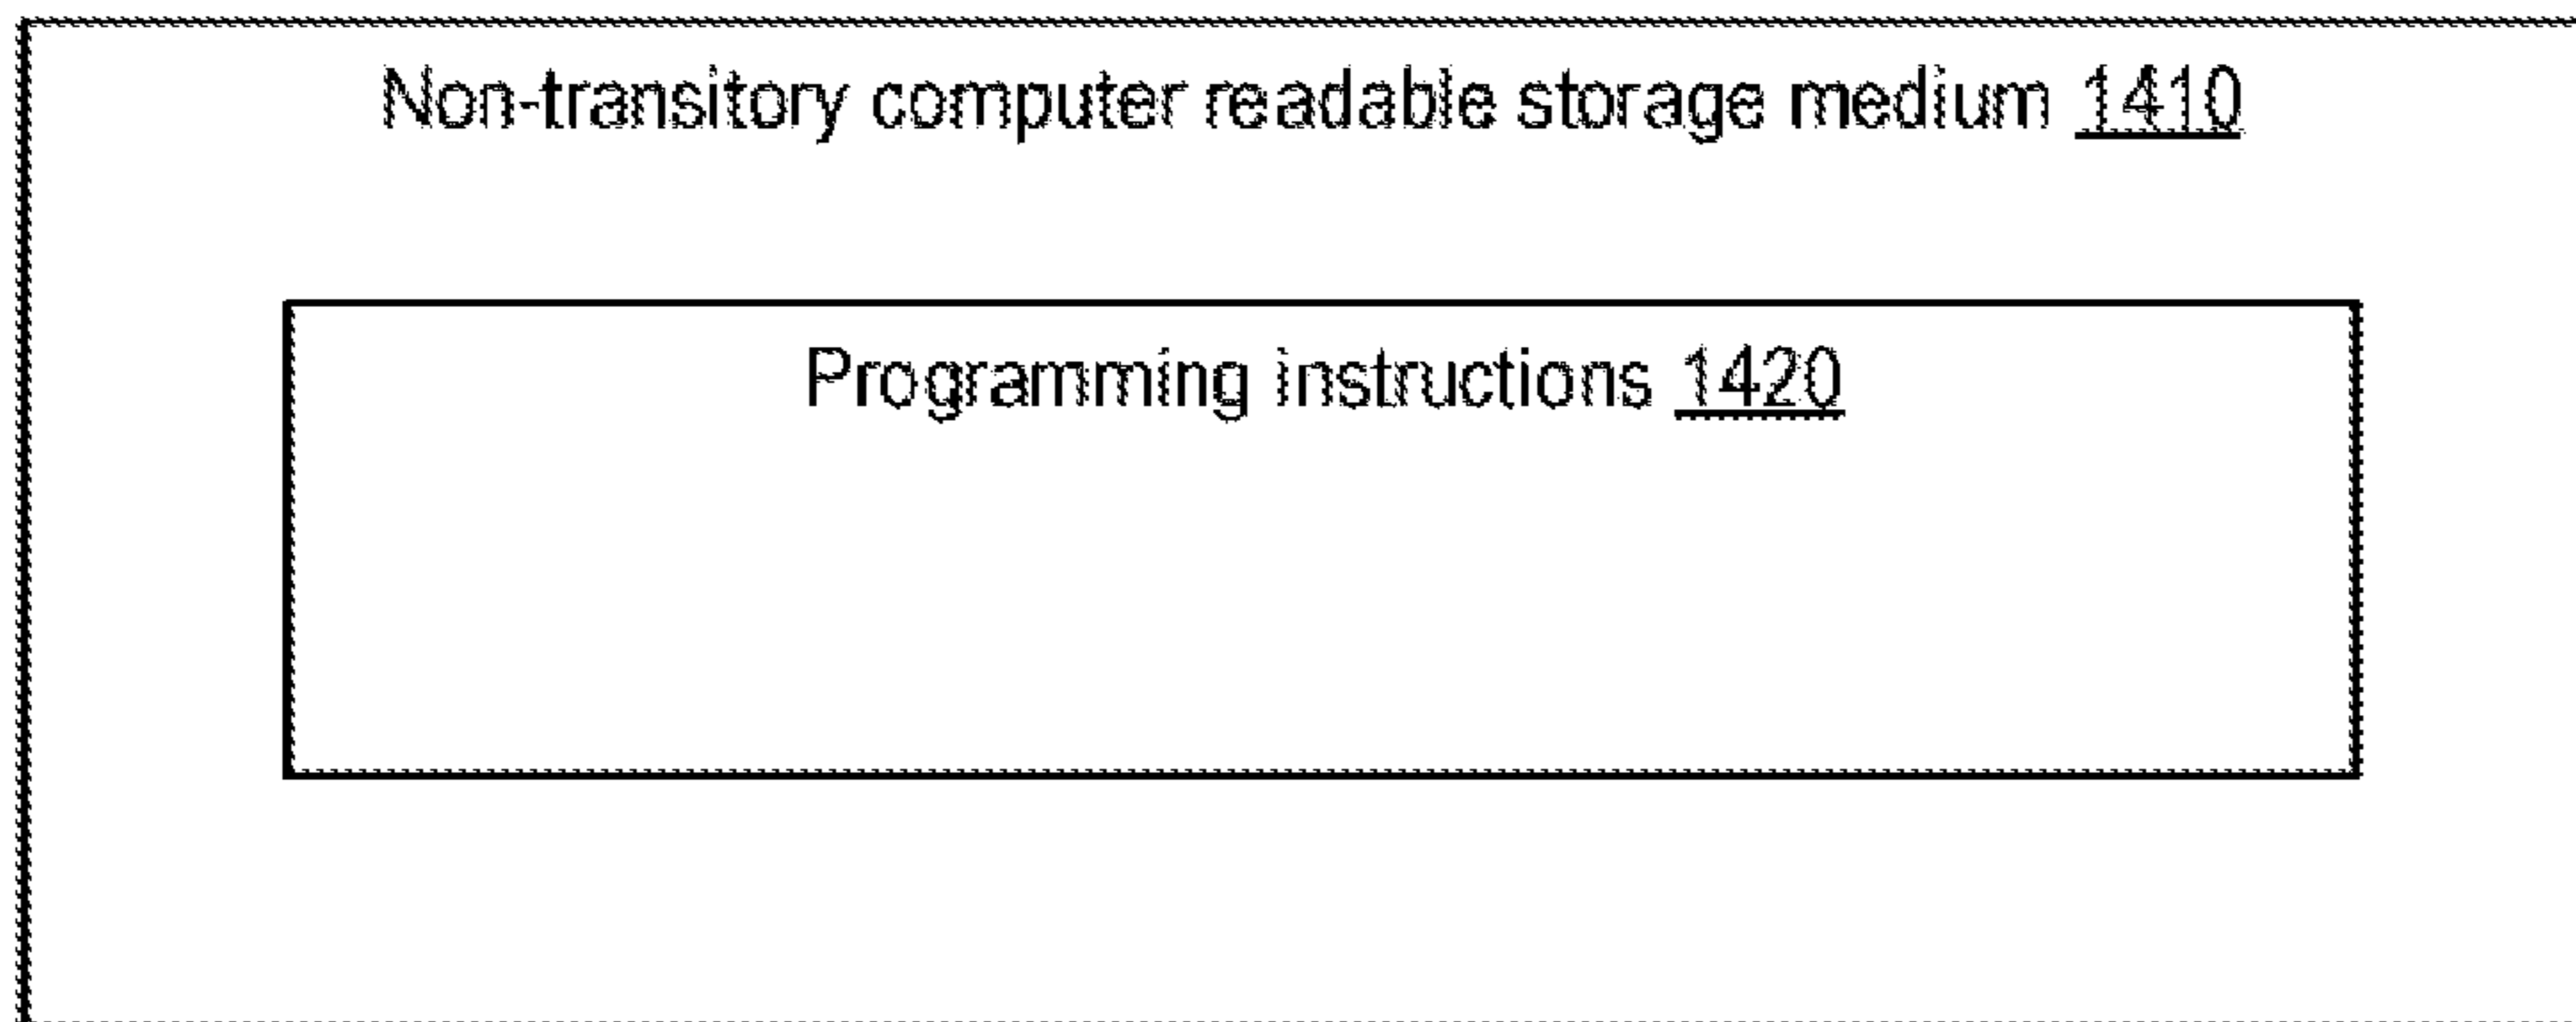 Non-transitory computer readable storage medium 1410
Programming instructions 1420